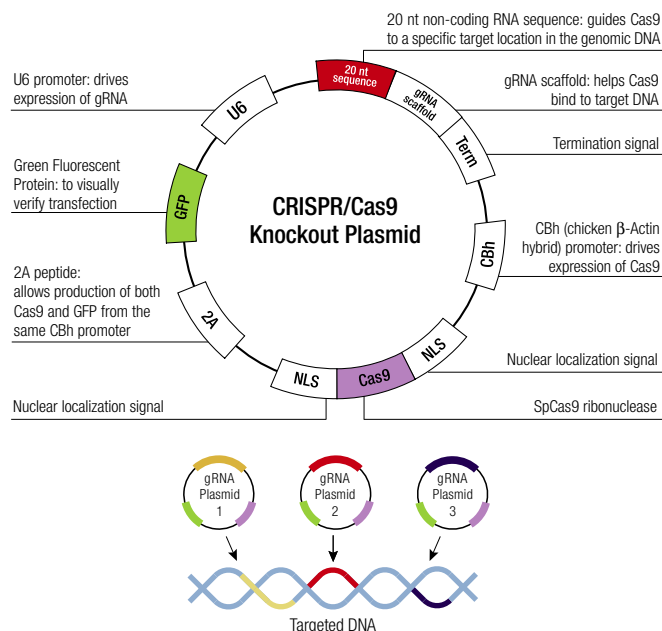 20 nt non-coding RNA sequence: guides Cas9
to a specific target location in the genomic DNA
U6 promoter: drives
expression of gRNA
gRNA scaffold: helps Cas9
bind to target DNA
Termination signal
Green Fluorescent
Protein: to visually
verify transfection
CBh (chicken β-Actin
hybrid) promoter: drives
expression of Cas9
2A peptide:
allows production of both
Cas9 and GFP from the
same CBh promoter
Nuclear localization signal
Nuclear localization signal
SpCas9 ribonuclease
20 nt
sequence
gRNA
scaffold
Term
CBh
NLS
Cas9
NLS
2A
GFP
U6
CRISPR/Cas9
Knockout Plasmid
gRNA
Plasmid
1
gRNA
Plasmid
2
gRNA
Plasmid
3
Targeted DNA